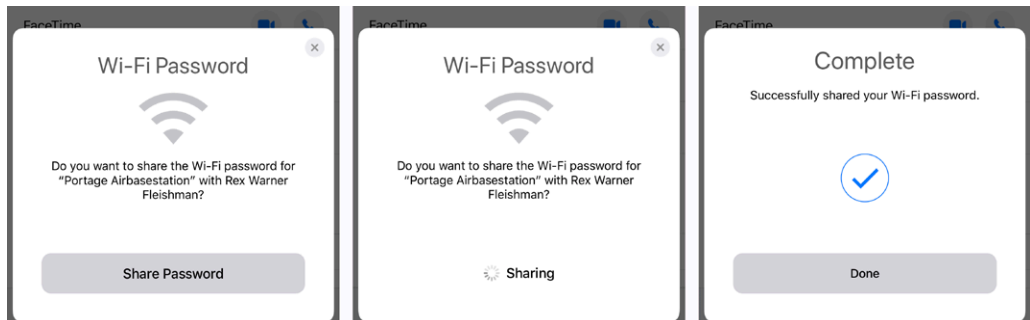 FaceTime
Wi-Fi Password
Do you want to share the Wi-Fi password for
“Portage Airbasestation” with Rex Warner
Fleishman?
Share Password
FaceTime
Wi-Fi Password
Do you want to share the Wi-Fi password for
“Portage Airbasestation” with Rex Warner
Fleishman?
Sharing
FaceTime
Complete
Successfully shared your Wi-Fi password.
Done